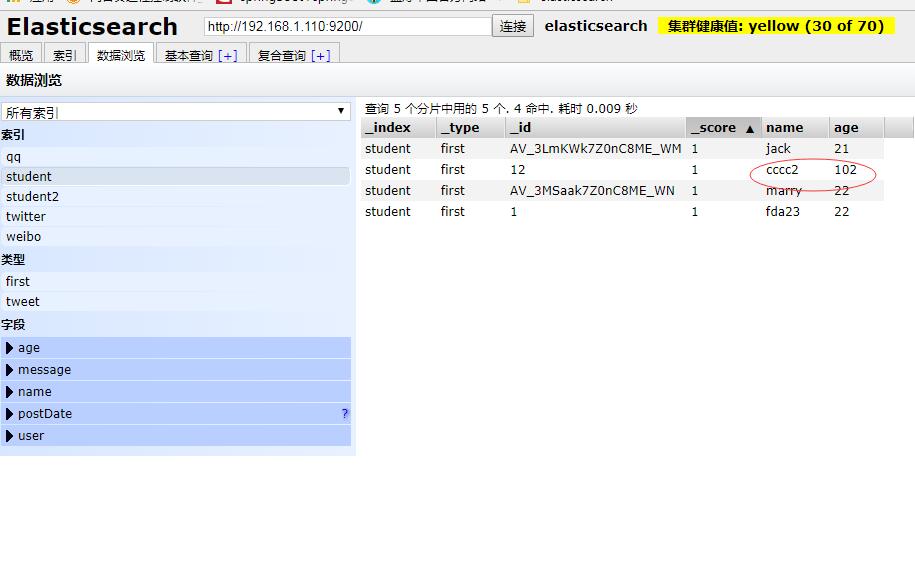 Elasticsearch http://192.168.1.110:9200/ 连接 elasticsearch 集群健康值: yellow (30 of 70)
概览 索引 数据浏览 基本查询 [+] 复合查询 [+]
数据浏览
所有索引
索引
qq
student
student2
twitter
weibo
类型
first
tweet
字段
age
message
name
postDate ?
user
查询 5 个分片中用的 5 个. 4 命中. 耗时 0.009 秒
_index _type _id _score ▲ name age
student first AV_3LmKWk7Z0nC8ME_WM 1 jack 21
student first 12 1 cccc2 102
student first AV_3MSaak7Z0nC8ME_WN 1 marry 22
student first 1 1 fda23 22